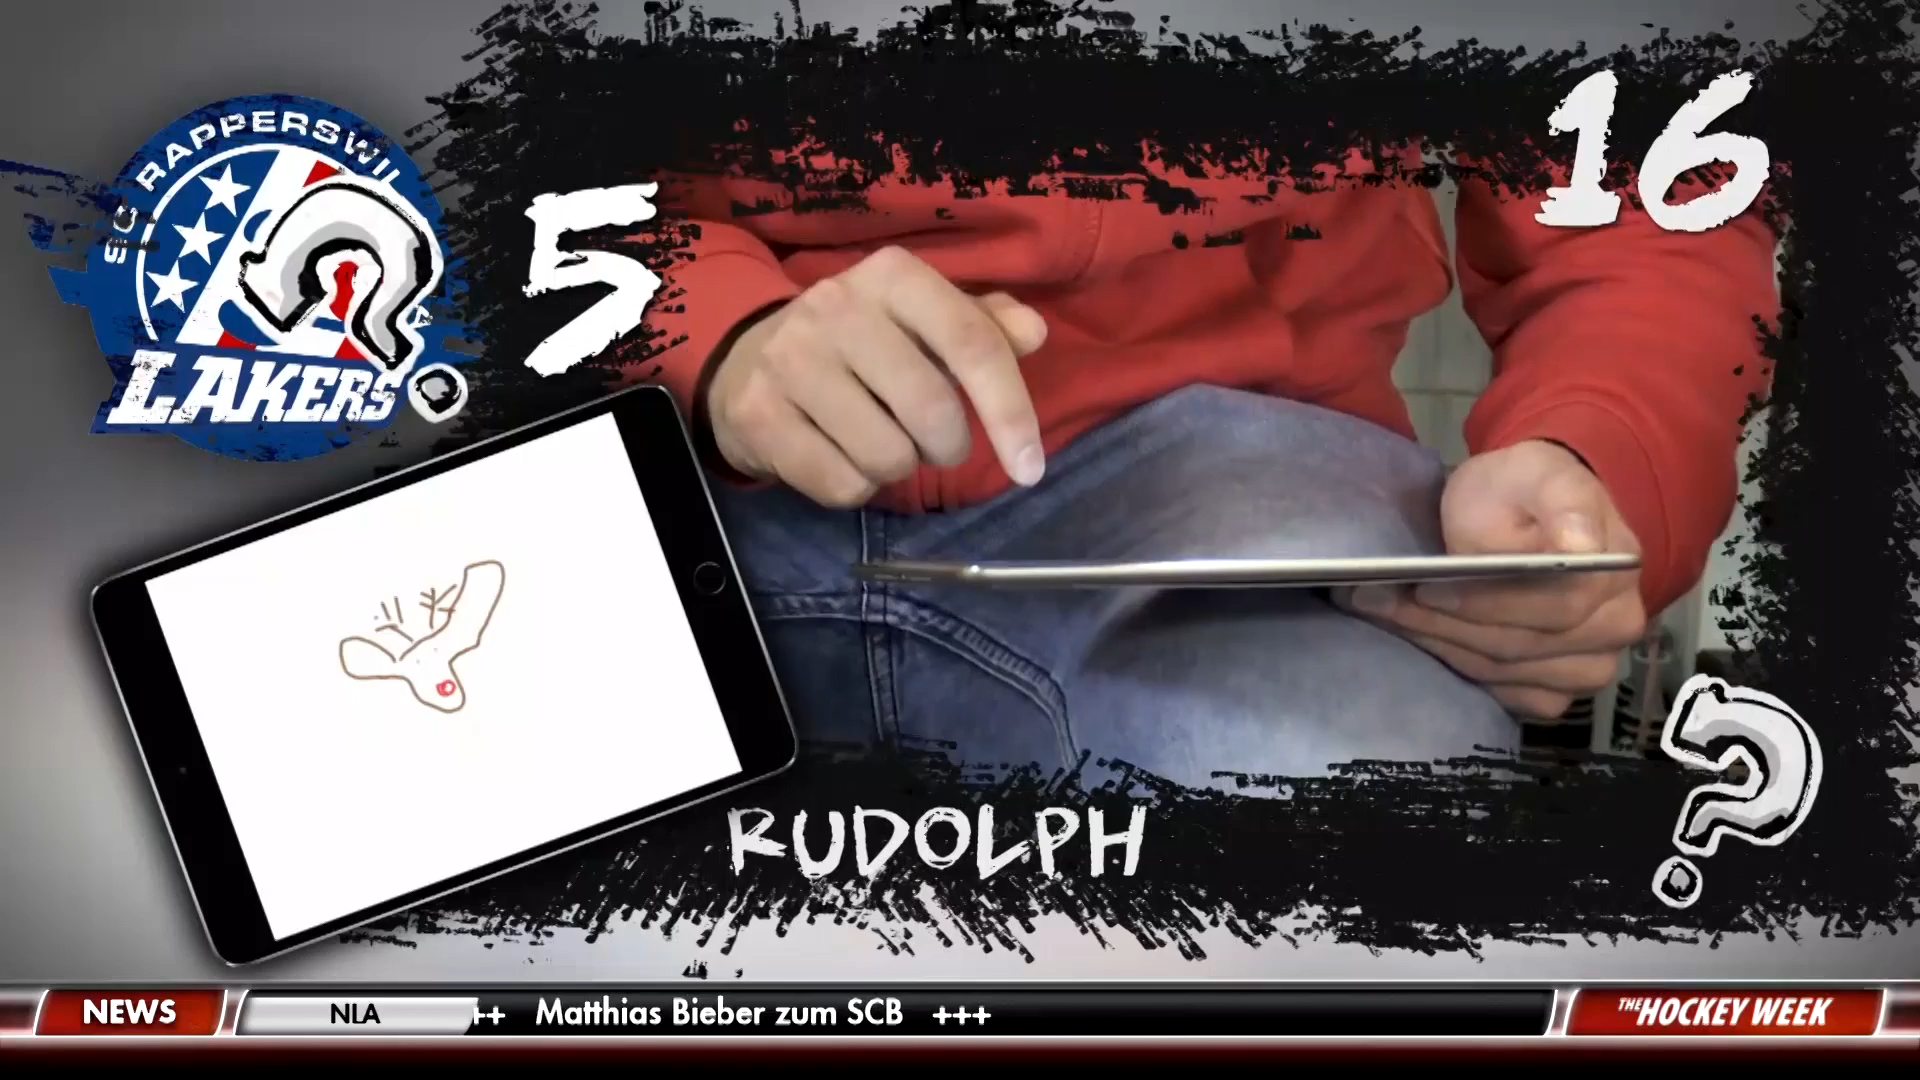 SC RAPPERSWIL
LAKERS
5
16
?
RUDOLPH
?
NEWS
NLA
++ Matthias Bieber zum SCB +++
THE HOCKEY WEEK